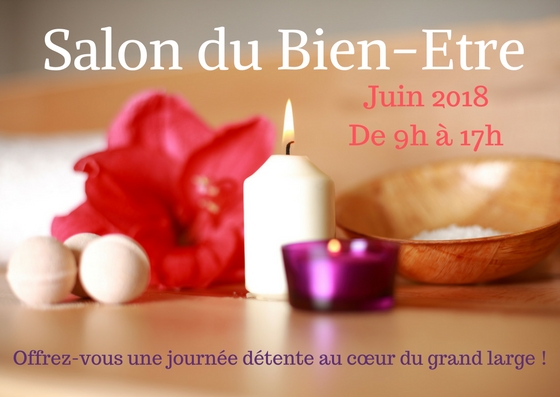 Salon du Bien-Etre
Juin 2018
De 9h à 17h
Offrez-vous une journée détente au cœur du grand large !